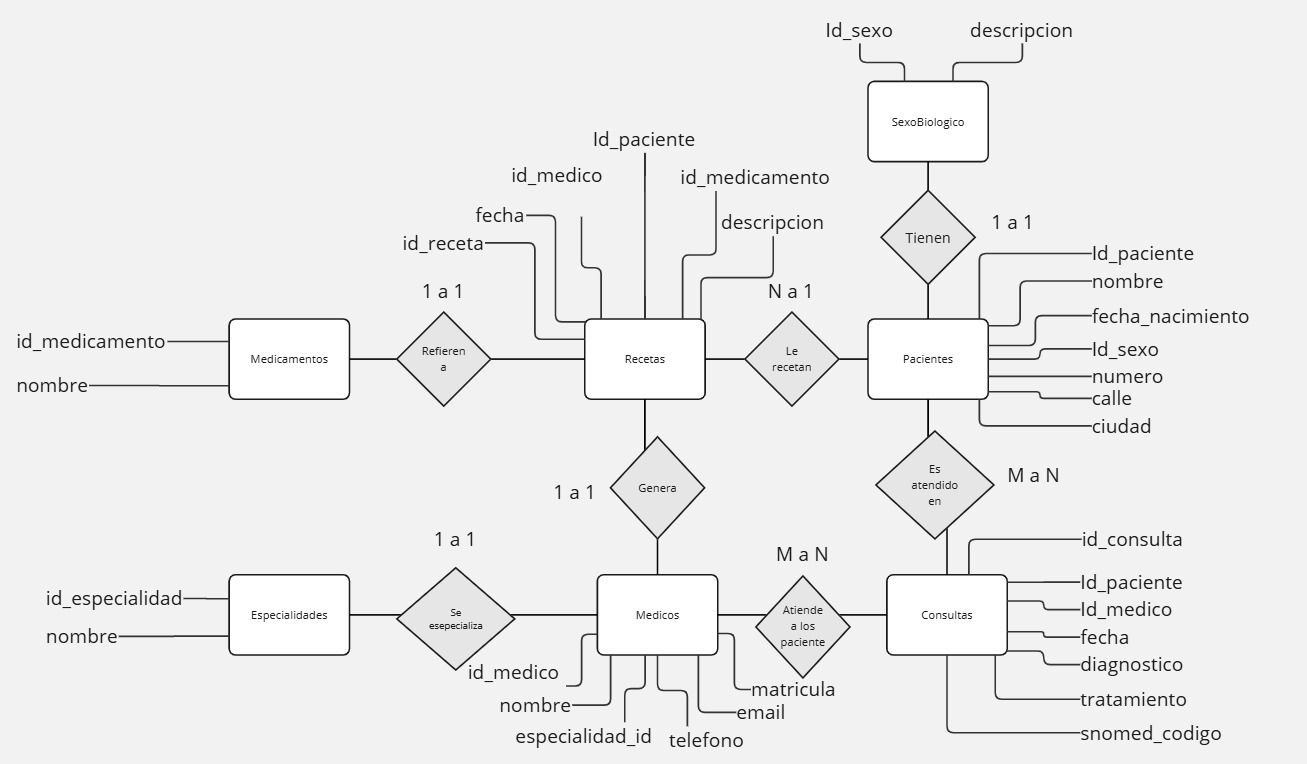 Id_sexo
descripcion
SexoBiologico
Id_paciente
id_medico
id_medicamento
fecha
descripcion
id_receta
Tienen
1 a 1
Id_paciente
nombre
fecha_nacimiento
Id_sexo
numero
calle
ciudad
1 a 1
N a 1
id_medicamento
nombre
Medicamentos
Refieren
a
Recetas
Le
recetan
Pacientes
1 a 1
Genera
Es
atendido
en
M a N
1 a 1
M a N
id_especialidad
nombre
Especialidades
Se
esepecializa
Medicos
Atiende
a los
paciente
Consultas
id_consulta
Id_paciente
Id_medico
fecha
diagnostico
tratamiento
snomed_codigo
id_medico
nombre
especialidad_id
telefono
email
matricula